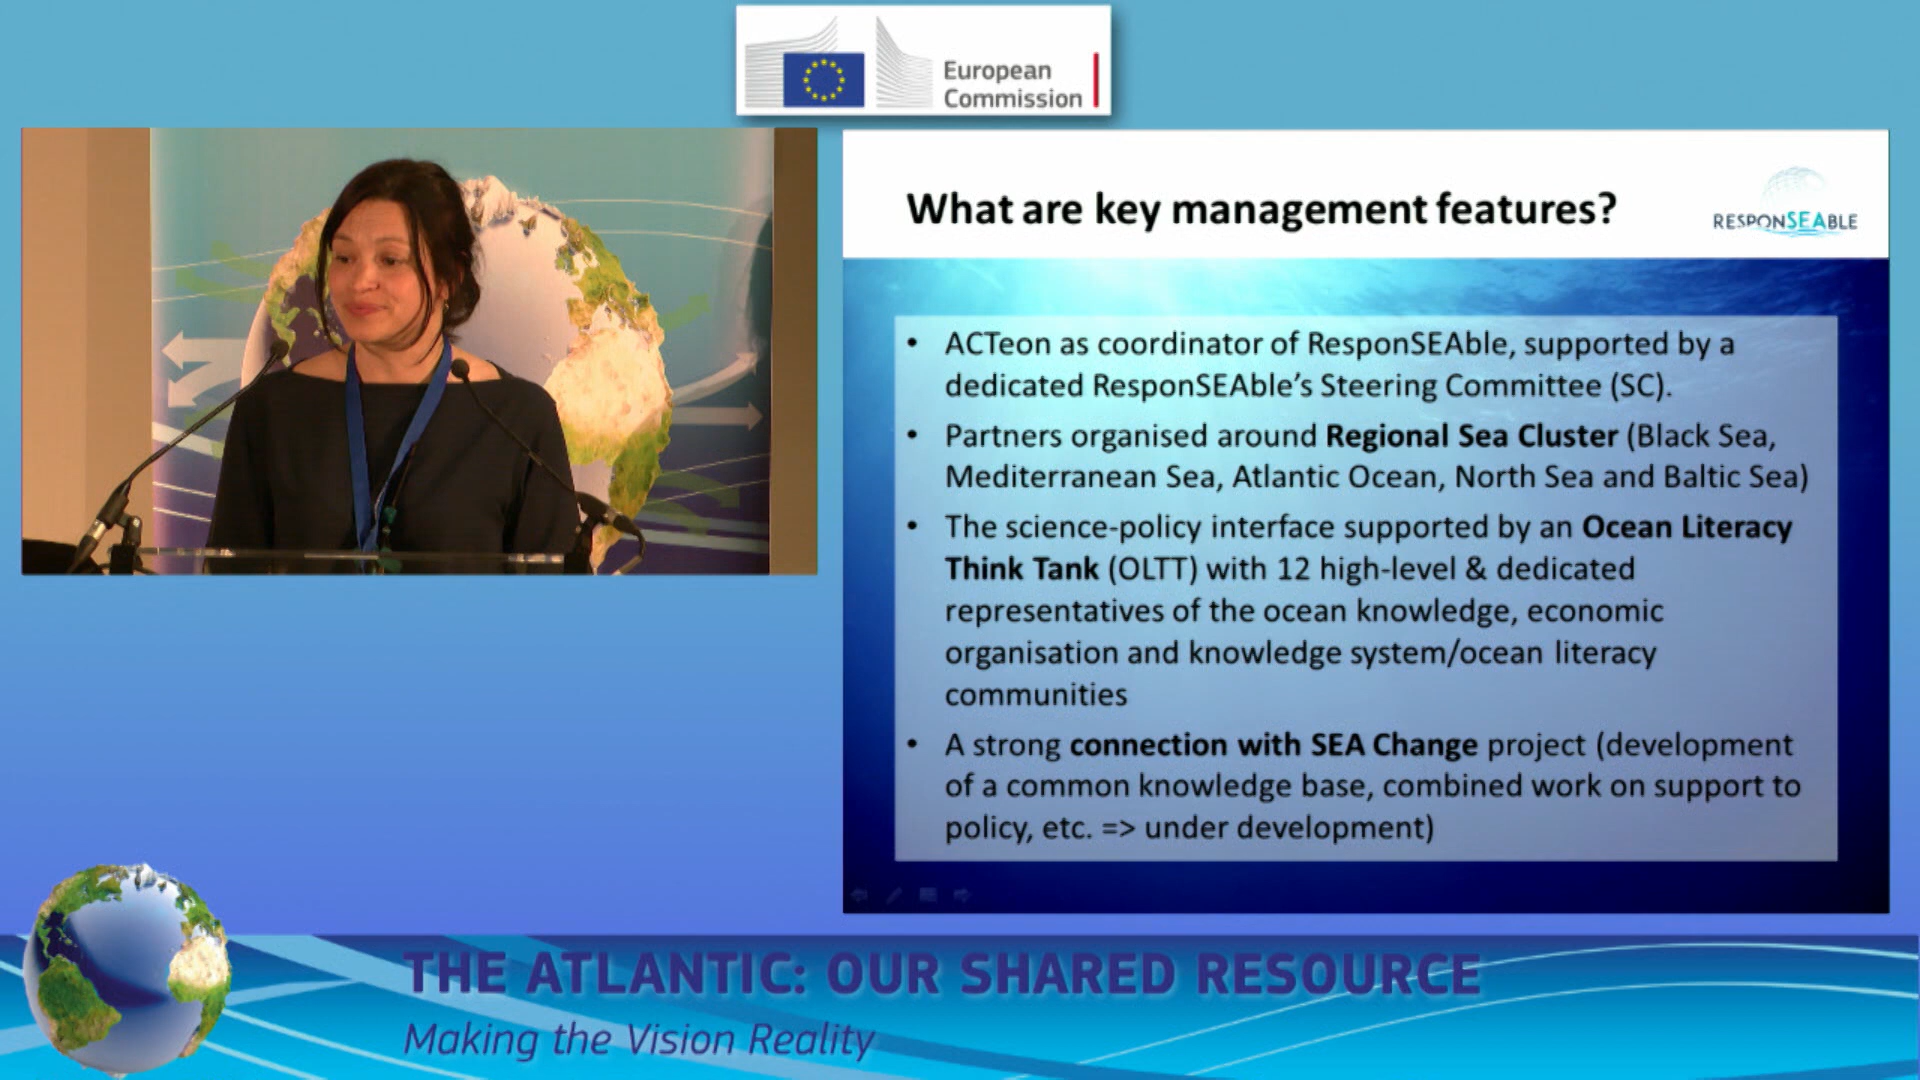 European
Commission
What are key management features?
RESPONSEABLE
• ACTeon as coordinator of ResponSEAble, supported by a
dedicated ResponSEAble's Steering Committee (SC).
• Partners organised around Regional Sea Cluster (Black Sea,
Mediterranean Sea, Atlantic Ocean, North Sea and Baltic Sea)
• The science-policy interface supported by an Ocean Literacy
Think Tank (OLTT) with 12 high-level & dedicated
representatives of the ocean knowledge, economic
organisation and knowledge system/ocean literacy
communities
• A strong connection with SEA Change project (development
of a common knowledge base, combined work on support to
policy, etc. => under development)
THE ATLANTIC: OUR SHARED RESOURCE
Making the Vision Reality